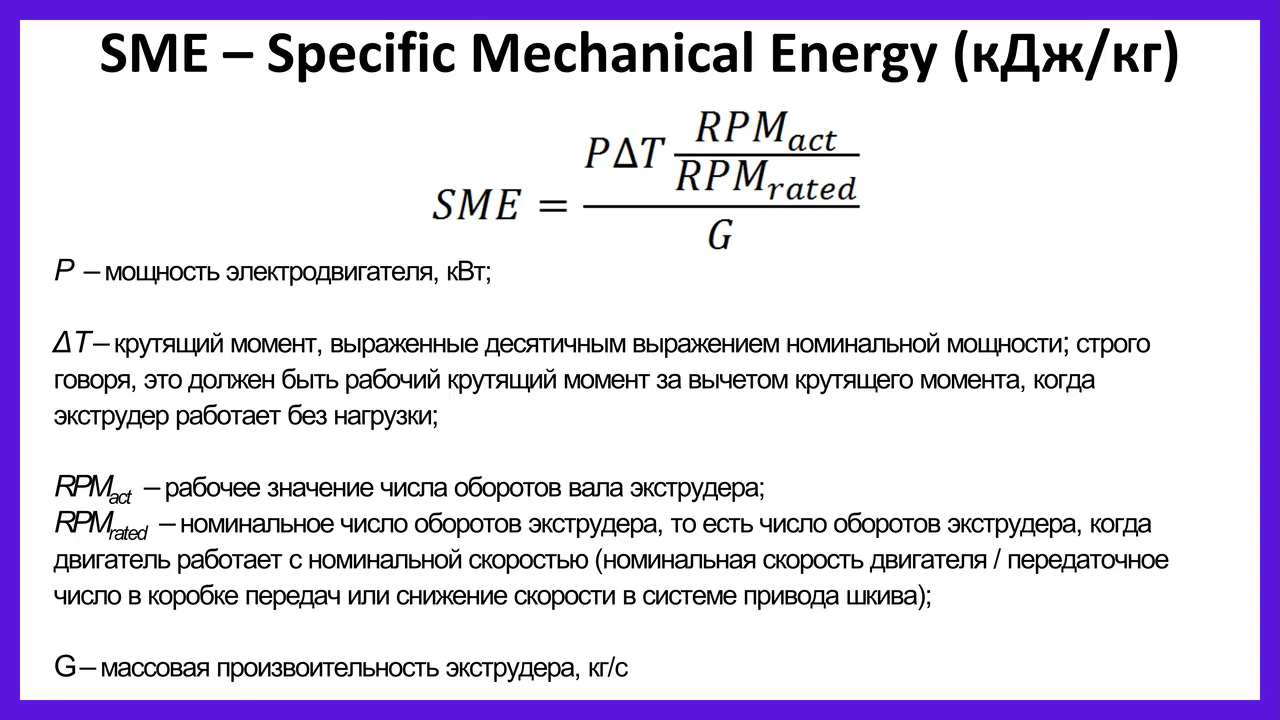 SME – Specific Mechanical Energy (кДж/кг)
SME = PΔT RPM_act / RPM_rated / G
P – мощность электродвигателя, кВт;
ΔT – крутящий момент, выраженные десятичным выражением номинальной мощности; строго
говоря, это должен быть рабочий крутящий момент за вычетом крутящего момента, когда
экструдер работает без нагрузки;
RPMact – рабочее значение числа оборотов вала экструдера;
RPMrated – номинальное число оборотов экструдера, то есть число оборотов экструдера, когда
двигатель работает с номинальной скоростью (номинальная скорость двигателя / передаточное
число в коробке передач или снижение скорости в системе привода шкива);
G – массовая произвоительность экструдера, кг/с